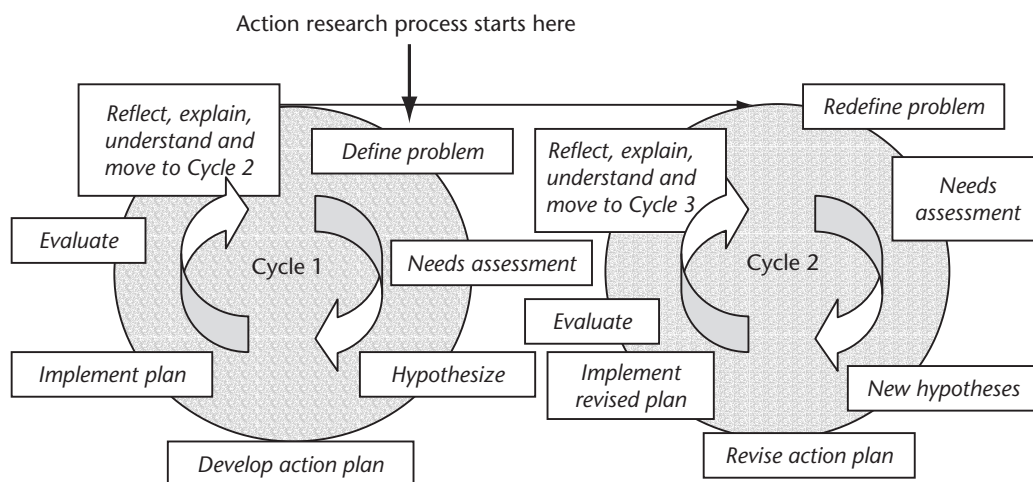 Action research process starts here
Reflect, explain,
understand and
move to Cycle 2
Define problem
Needs assessment
Hypothesize
Develop action plan
Implement plan
Evaluate
Cycle 1
Redefine problem
Needs
assessment
New hypotheses
Revise action plan
Implement
revised plan
Evaluate
Reflect, explain,
understand and
move to Cycle 3
Cycle 2